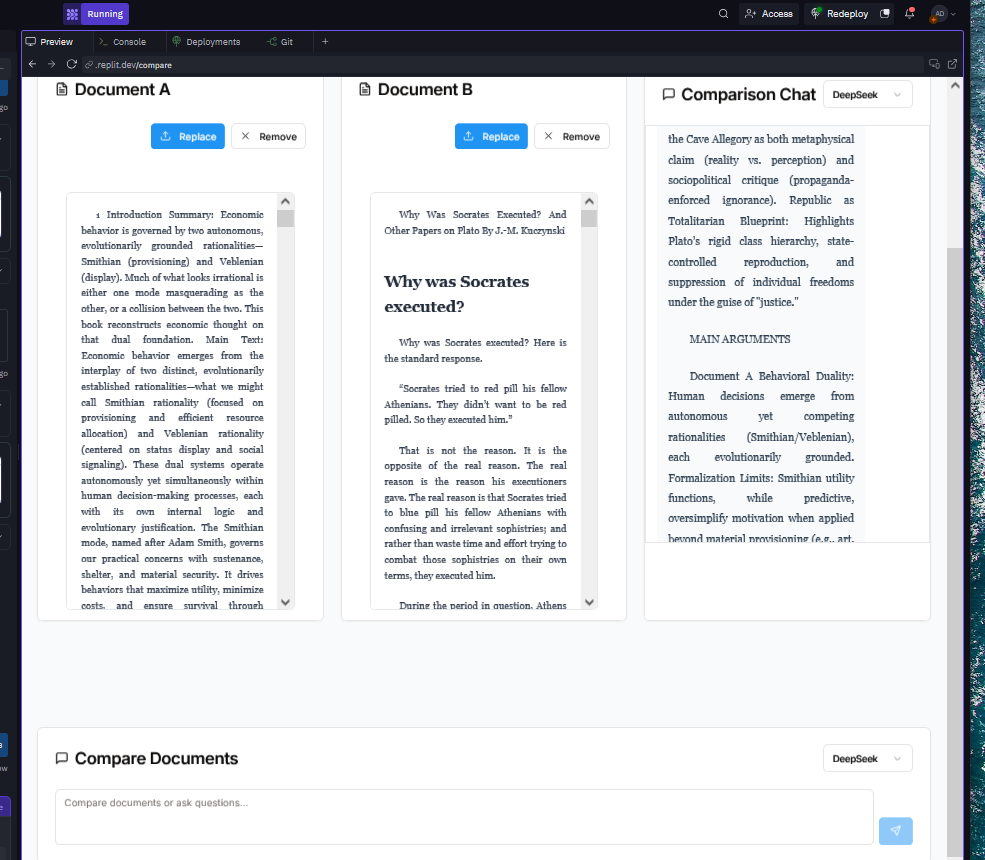 Running
Access
Redeploy
AD
Preview
Console
Deployments
Git
.replit.dev/compare
Document A
Replace
Remove
1 Introduction Summary: Economic
behavior is governed by two autonomous,
evolutionarily grounded rationalities—
Smithian (provisioning) and Veblenian
(display). Much of what looks irrational is
either one mode masquerading as the
other, or a collision between the two. This
book reconstructs economic thought on
that dual foundation. Main Text:
Economic behavior emerges from the
interplay of two distinct, evolutionarily
established rationalities—what we might
call Smithian rationality (focused on
provisioning and efficient resource
allocation) and Veblenian rationality
(centered on status display and social
signaling). These dual systems operate
autonomously yet simultaneously within
human decision-making processes, each
with its own internal logic and
evolutionary justification. The Smithian
mode, named after Adam Smith, governs
our practical concerns with sustenance,
shelter, and material security. It drives
behaviors that maximize utility, minimize
costs, and ensure survival through
Document B
Replace
Remove
Why Was Socrates Executed? And
Other Papers on Plato By J.-M. Kuczynski
Why was Socrates
executed?
Why was Socrates executed? Here is
the standard response.
“Socrates tried to red pill his fellow
Athenians. They didn’t want to be red
pilled. So they executed him.”
That is not the reason. It is the
opposite of the real reason. The real
reason is the reason his executioners
gave. The real reason is that Socrates tried
to blue pill his fellow Athenians with
confusing and irrelevant sophistries; and
rather than waste time and effort trying to
combat those sophistries on their own
terms, they executed him.
During the period in question, Athens
Comparison Chat
DeepSeek
the Cave Allegory as both metaphysical
claim (reality vs. perception) and
sociopolitical critique (propaganda-
enforced ignorance). Republic as
Totalitarian Blueprint: Highlights
Plato’s rigid class hierarchy, state-
controlled reproduction, and
suppression of individual freedoms
under the guise of "justice."
MAIN ARGUMENTS
Document A Behavioral Duality:
Human decisions emerge from
autonomous yet competing
rationalities (Smithian/Veblenian),
each evolutionarily grounded.
Formalization Limits: Smithian utility
functions, while predictive,
oversimplify motivation when applied
beyond material provisioning (e.g., art,
Compare Documents
DeepSeek
Compare documents or ask questions...